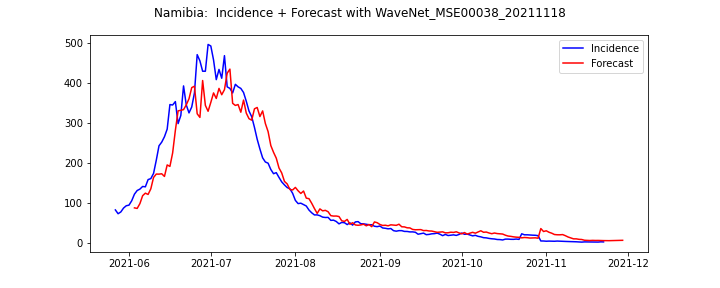 Namibia:  Incidence + Forecast with WaveNet_MSE00038_20211118
Incidence
Forecast
500
400
300
200
100
0
2021-06 2021-07 2021-08 2021-09 2021-10 2021-11 2021-12